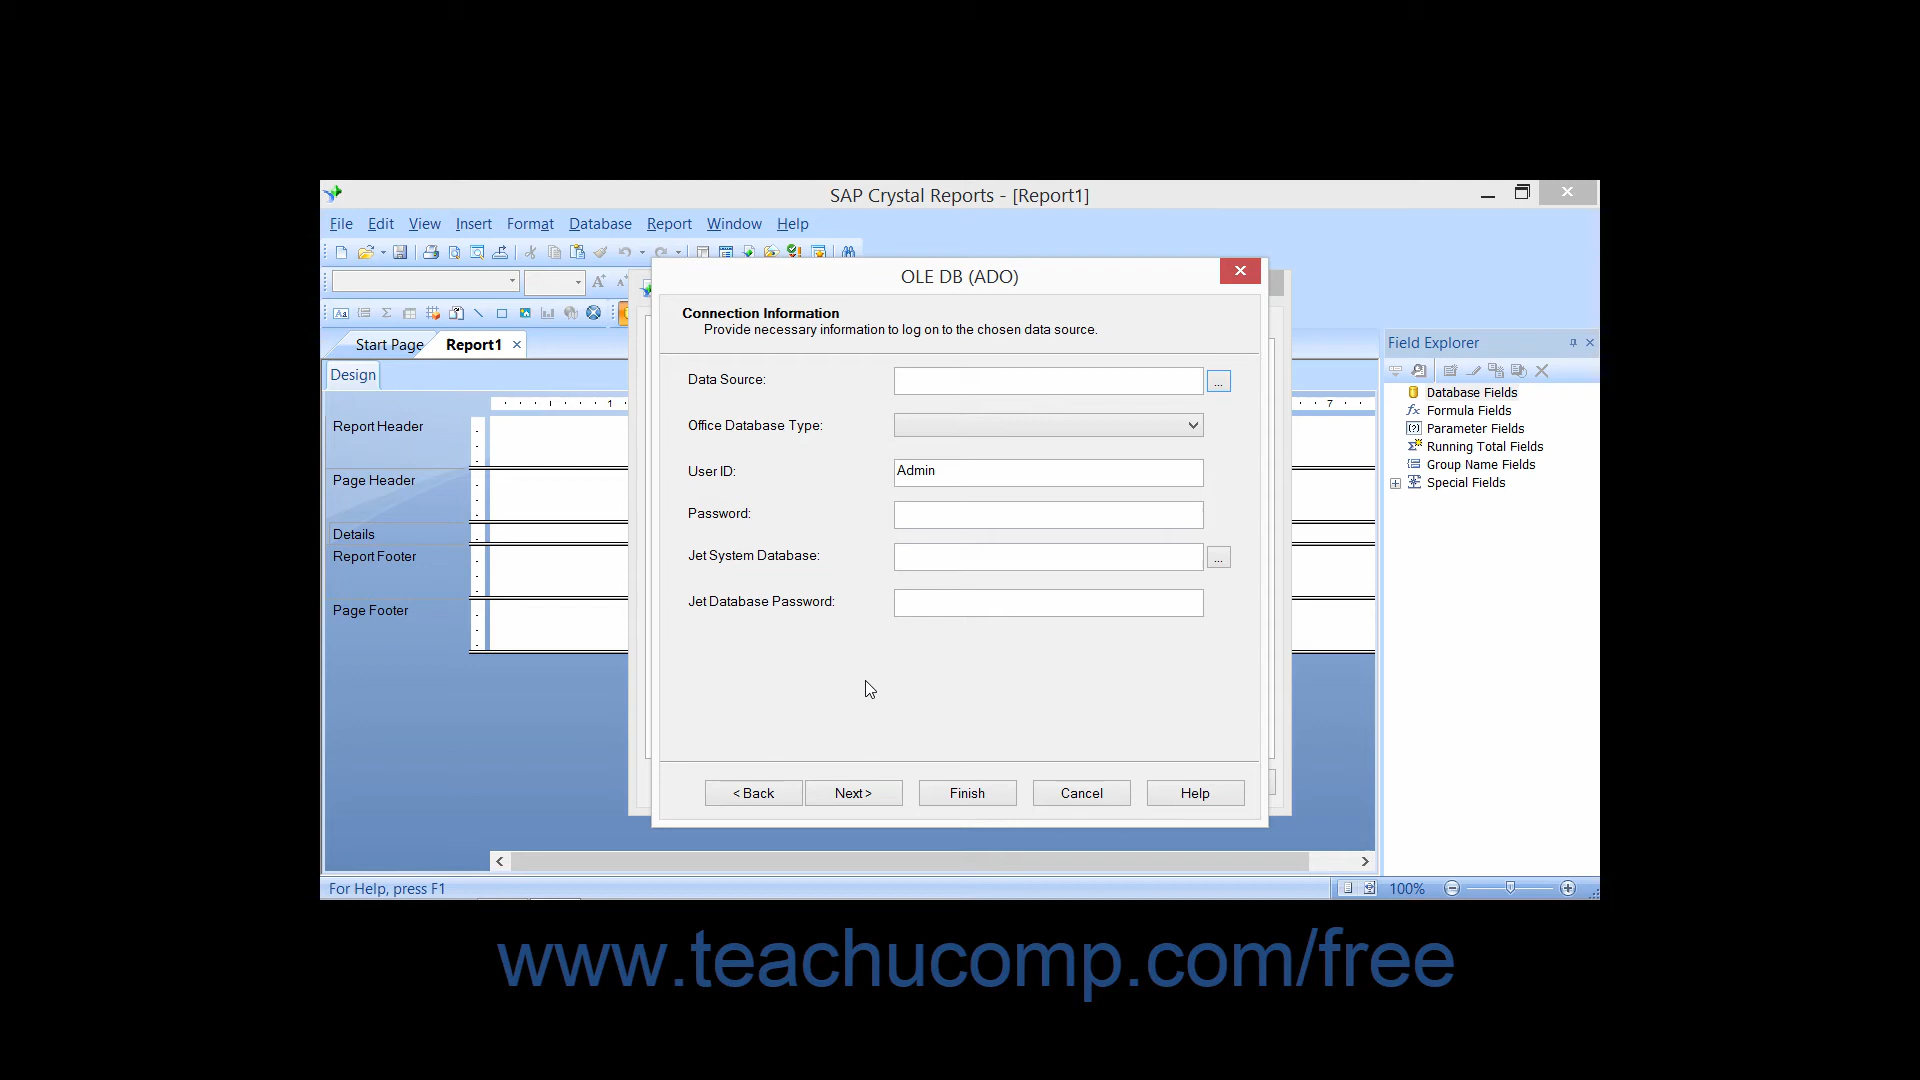 SAP Crystal Reports - [Report1]
File Edit View Insert Format Database Report Window Help
Start Page Report1
Design
Report Header
Page Header
Details
Report Footer
Page Footer
1
7
OLE DB (ADO)
Connection Information
Provide necessary information to log on to the chosen data source.
Data Source:
...
Office Database Type:
User ID: Admin
Password:
Jet System Database:
...
Jet Database Password:
< Back Next > Finish Cancel Help
Field Explorer
Database Fields
Formula Fields
Parameter Fields
Running Total Fields
Group Name Fields
Special Fields
For Help, press F1
100%
www.teachucomp.com/free